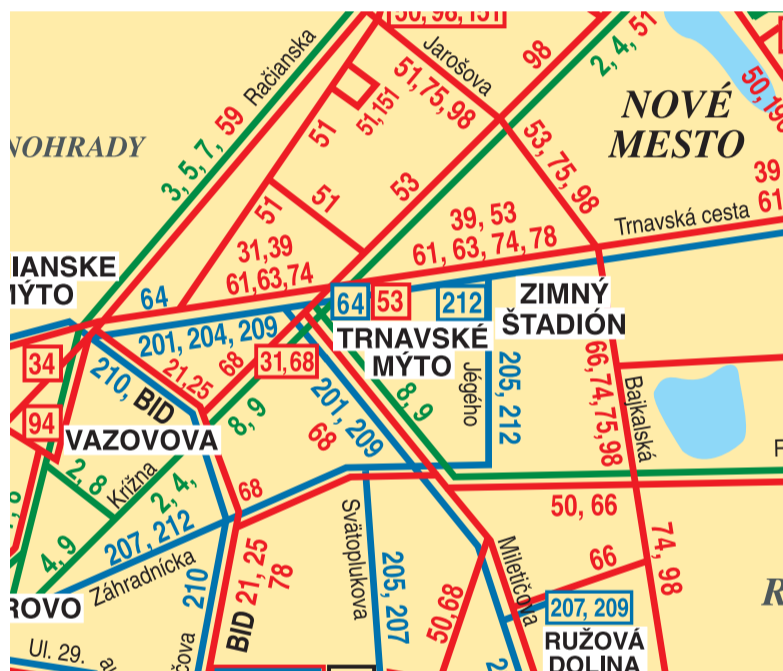 50, 98, 151
Jarošova
Račianska
98
2, 4, 51
51, 75, 98
51, 151
50, 196
NOVÉ
MESTO
NOHRADY
3, 5, 7, 59
51
51
51
53
53, 75, 98
39
61
Trnavská cesta
39, 53
61, 63, 74, 78
31, 39
61, 63, 74
IANSKE
MÝTO
64
64
53
212
ZIMNÝ
ŠTADIÓN
TRNAVSKÉ
MÝTO
201, 204, 209
34
21, 25
68
31, 68
210, BID
201, 209
8, 9
Jégého
205, 212
66, 74, 75, 98
Bajkalská
94
VAZOVOVA
8, 9
68
2, 8
Krížna
2, 4,
68
4, 9
207, 212
Záhradnícka
Svätoplukova
50, 66
74, 98
66
Miletičova
210
BID 21, 25
78
205, 207
50, 68
207, 209
RUŽOVÁ
DOLINA
ROVO
Ul. 29.